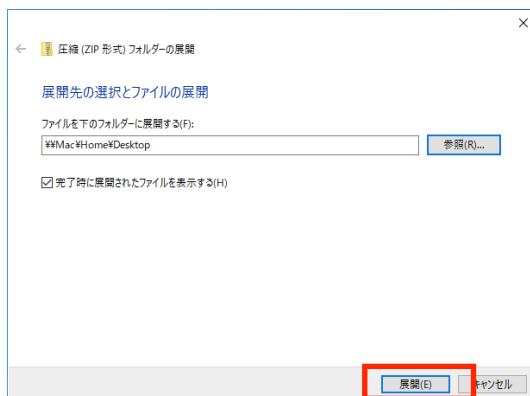 圧縮 (ZIP 形式) フォルダーの展開
展開先の選択とファイルの展開
ファイルを下のフォルダーに展開する(F):
¥¥Mac¥Home¥Desktop
参照(R)...
完了時に展開されたファイルを表示する(H)
展開(E)
キャンセル